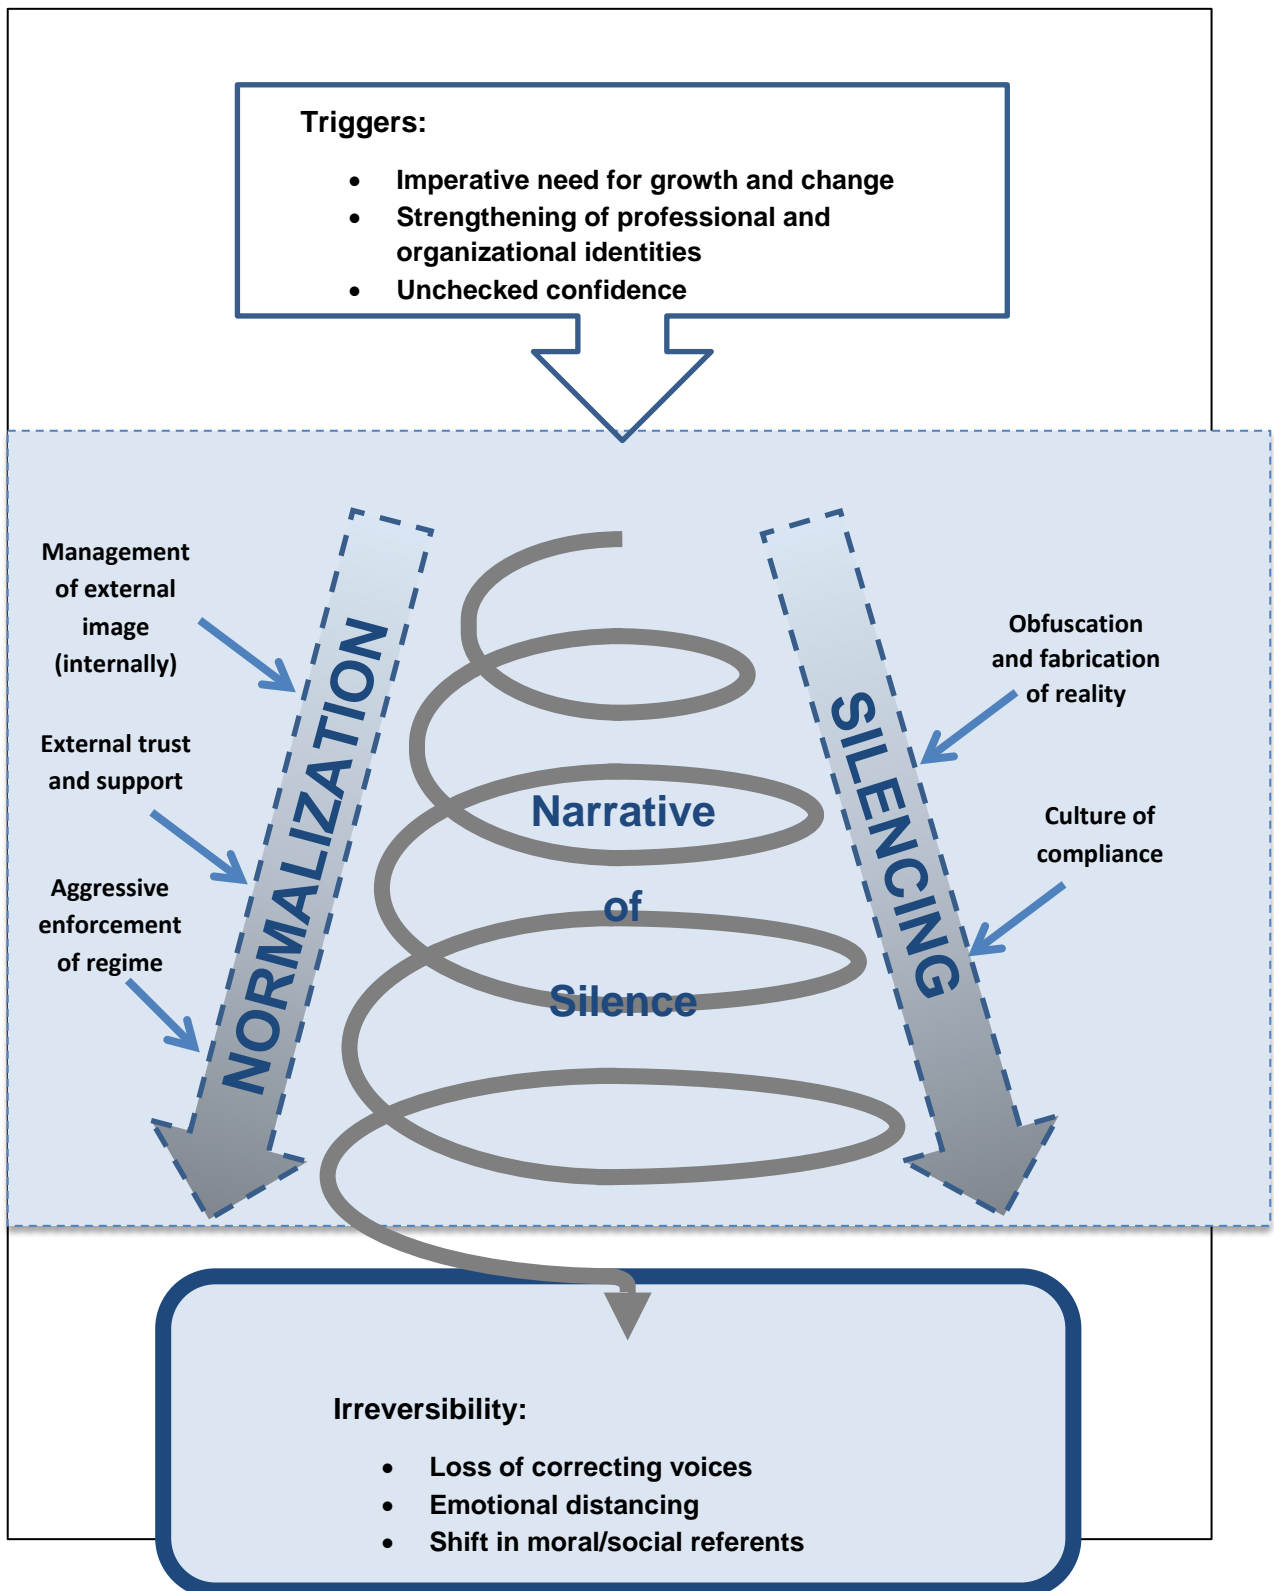 Triggers:
• Imperative need for growth and change
• Strengthening of professional and
organizational identities
• Unchecked confidence
Management
of external
image
(internally)
External trust
and support
Aggressive
enforcement
of regime
NORMALIZATION
Narrative
of
Silence
SILENCING
Obfuscation
and fabrication
of reality
Culture of
compliance
Irreversibility:
• Loss of correcting voices
• Emotional distancing
• Shift in moral/social referents